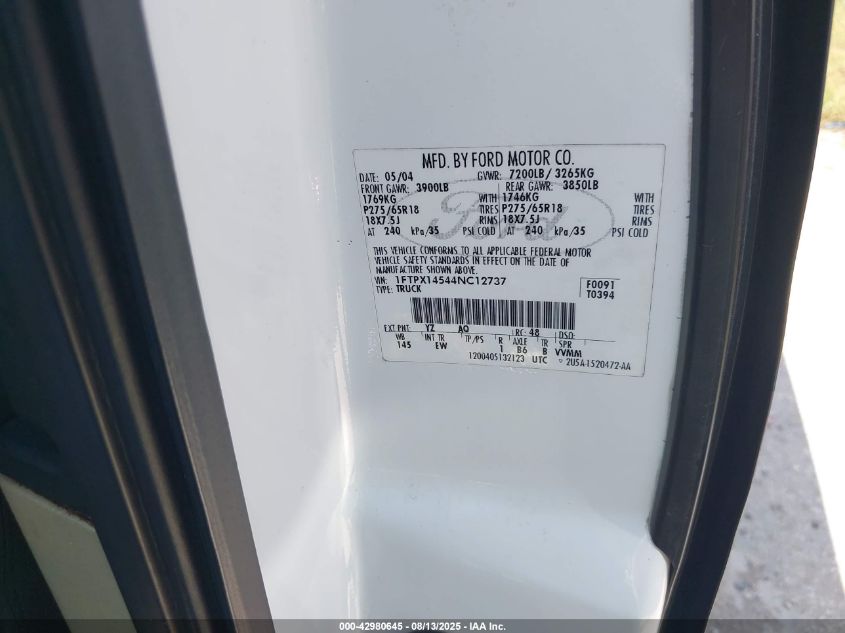 MFD. BY FORD MOTOR CO.
DATE: 05/04 GVWR: 7200LB/ 3265KG
FRONT GAWR: 3900LB REAR GAWR: 3850LB
1769KG WITH 1746KG WITH
P275/65R18 TIRES P275/65R18 TIRES
18X7.5J RIMS 18X7.5J RIMS
AT 240 kPa/35 PSI COLD AT 240 kPa/35 PSI COLD
Ford
THIS VEHICLE CONFORMS TO ALL APPLICABLE FEDERAL MOTOR
VEHICLE SAFETY STANDARDS IN EFFECT ON THE DATE OF
MANUFACTURE SHOWN ABOVE.
VIN: 1FTPX14544NC12737 F0091
TYPE: TRUCK T0394
EXT PNT: YZ AQ RC: 48 DSO:
WB INT TR TP/PS R AXLE TR SPR
145 EW 1 B6 B VVMM
1200405132123 UTC 2U5A-1520472-AA
000-42980645 - 08/13/2025 - IAA Inc.